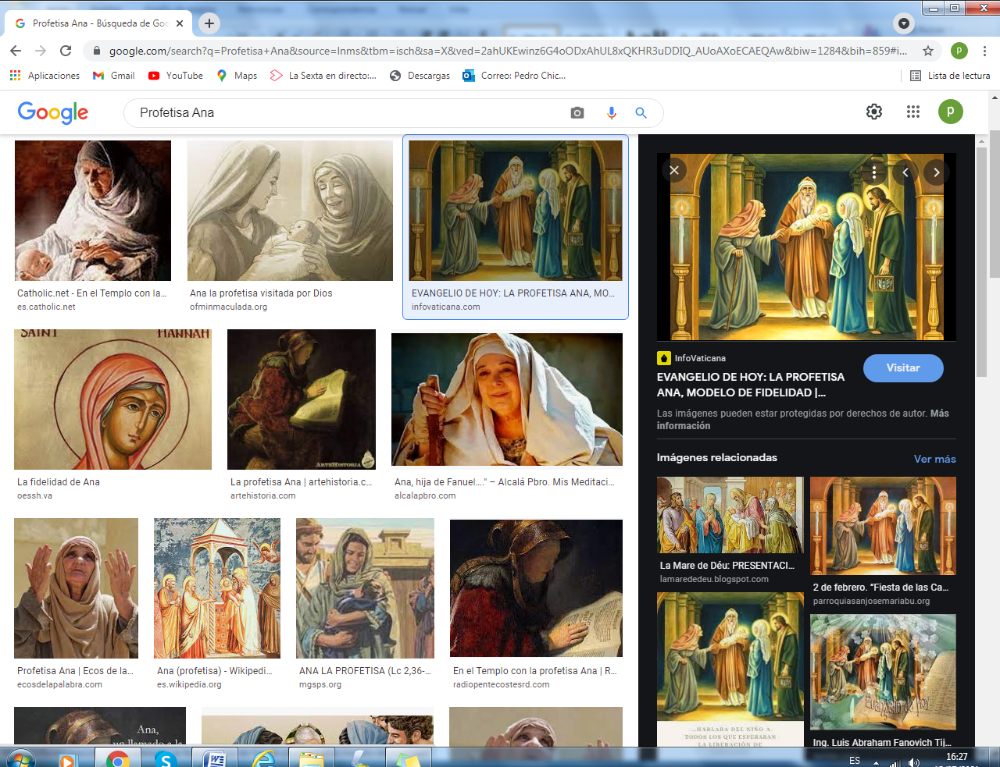 Profetisa Ana - Búsqueda de Goo
google.com/search?q=Profetisa+Ana&source=lnms&tbm=isch&sa=X&ved=2ahUKEwinz6G4oODxAhUL8xQKHR3uDDIQ_AUoAXoECAEQAw&biw=1284&bih=859#i...
P
Aplicaciones
Gmail
YouTube
Maps
La Sexta en directo:...
Descargas
Correo: Pedro Chic...
Lista de lectura
Google
Profetisa Ana
p
Catholic.net - En el Templo con la...
es.catholic.net
Ana la profetisa visitada por Dios
ofminmaculada.org
EVANGELIO DE HOY: LA PROFETISA ANA, MO...
infovaticana.com
SAINT HANNAH
ARTEHISTORIA
La fidelidad de Ana
oessh.va
La profetisa Ana | artehistoria.c...
artehistoria.com
Ana, hija de Fanuel...." – Alcalá Pbro. Mis Meditaci...
alcalapbro.com
Profetisa Ana | Ecos de la...
ecosdelapalabra.com
Ana (profetisa) - Wikipedi...
es.wikipedia.org
ANA LA PROFETISA (Lc 2,36-...
mgsps.org
En el Templo con la profetisa Ana | R...
radiopentecostesrd.com
Ana,
un llamado a la
InfoVaticana
Visitar
EVANGELIO DE HOY: LA PROFETISA
ANA, MODELO DE FIDELIDAD |...
Las imágenes pueden estar protegidas por derechos de autor. Más
información
Imágenes relacionadas
Ver más
La Mare de Déu: PRESENTACI...
lamarededeu.blogspot.com
2 de febrero. "Fiesta de las Ca...
parroquiasanjosemariabu.org
...HABLABA DEL NIÑO A
TODOS LOS QUE ESPERABAN
LA LIBERACIÓN DE
Evangelio de hoy
Ing. Luis Abraham Fanovich Tij...
ES
16:27